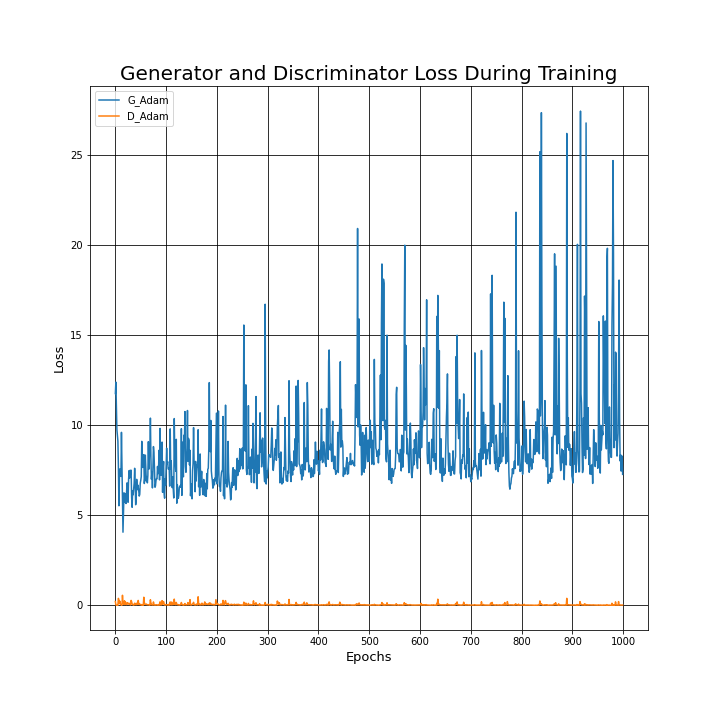 Generator and Discriminator Loss During Training
G_Adam
D_Adam
25
20
15
10
5
0
Loss
0 100 200 300 400 500 600 700 800 900 1000
Epochs